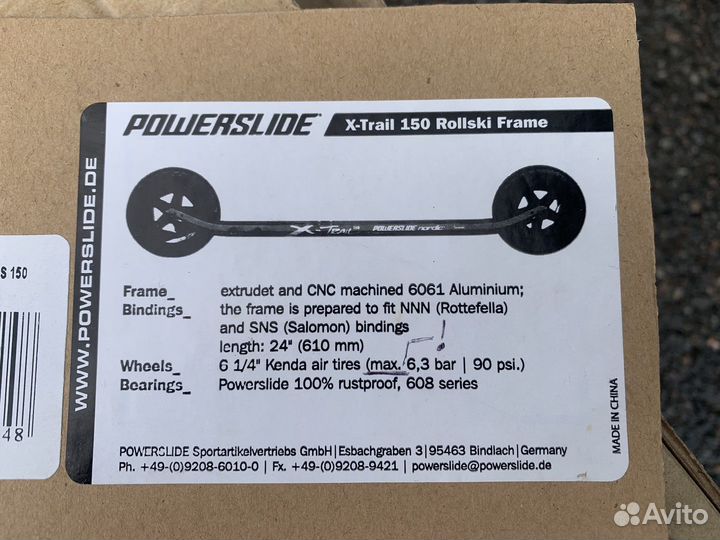 POWERSLIDE™ X-Trail 150 Rollski Frame
X-Trail POWERSLIDE nordic
Frame_ extrudet and CNC machined 6061 Aluminium;
Bindings_ the frame is prepared to fit NNN (Rottefella)
and SNS (Salomon) bindings
length: 24" (610 mm)
Wheels_ 6 1/4" Kenda air tires (max. 6,3 bar | 90 psi.)
Bearings_ Powerslide 100% rustproof, 608 series
POWERSLIDE Sportartikelvertriebs GmbH|Esbachgraben 3|95463 Bindlach|Germany
Ph. +49-(0)9208-6010-0 | Fx. +49-(0)9208-9421 | powerslide@powerslide.de
WWW.POWERSLIDE.DE
MADE IN CHINA
S 150
48
Avito